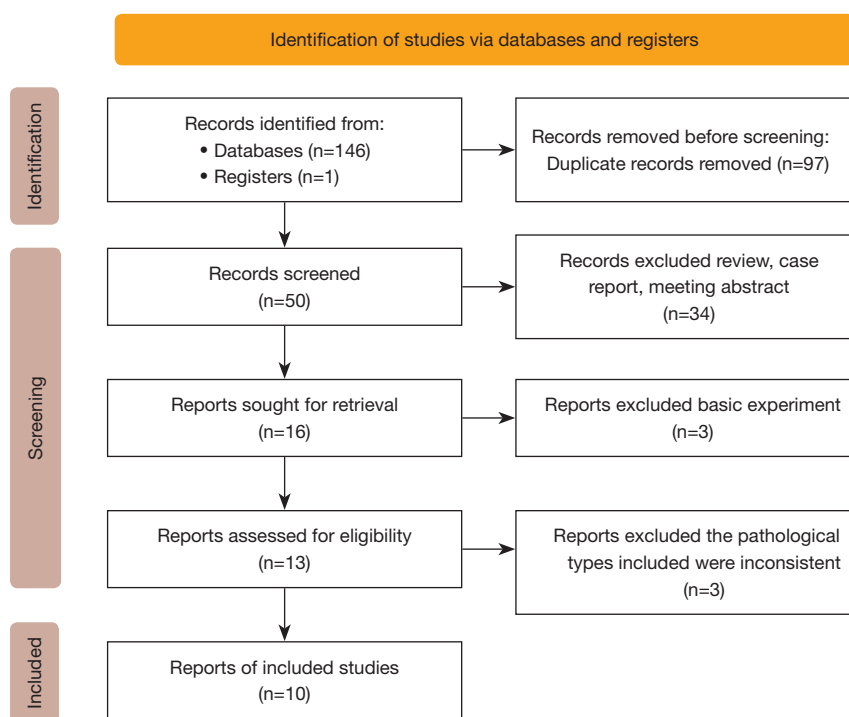 Identification of studies via databases and registers
Identification
Records identified from:
• Databases (n=146)
• Registers (n=1)
Records removed before screening:
Duplicate records removed (n=97)
Screening
Records screened
(n=50)
Records excluded review, case
report, meeting abstract
(n=34)
Reports sought for retrieval
(n=16)
Reports excluded basic experiment
(n=3)
Reports assessed for eligibility
(n=13)
Reports excluded the pathological
types included were inconsistent
(n=3)
Included
Reports of included studies
(n=10)